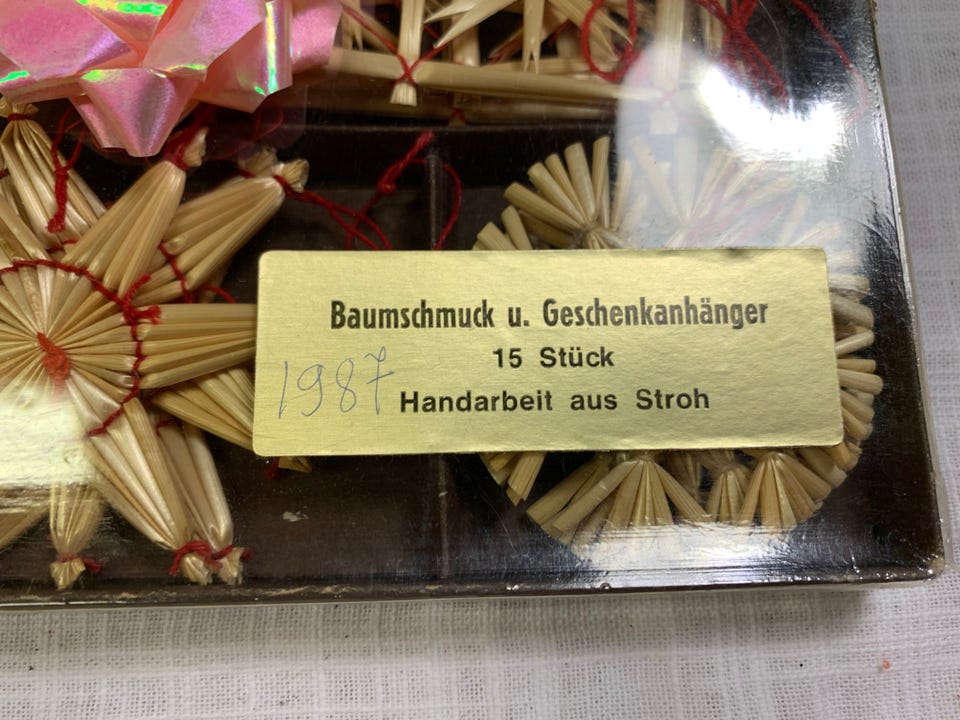 Baumschmuck u. Geschenkanhänger
15 Stück
1987 Handarbeit aus Stroh